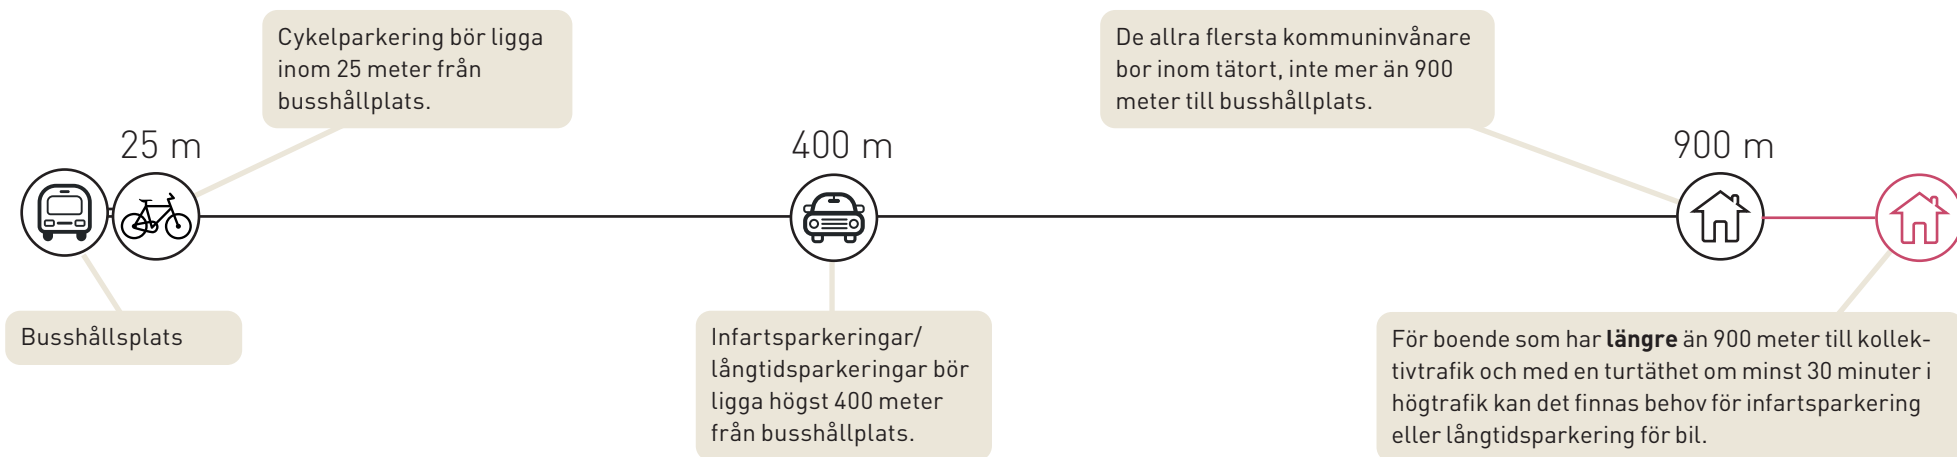 Cykelparkering bör ligga
inom 25 meter från
busshållplats.
De allra flersta kommuninvånare
bor inom tätort, inte mer än 900
meter till busshållplats.
25 m
400 m
900 m
Busshållsplats
Infartsparkeringar/
långtidsparkeringar bör
ligga högst 400 meter
från busshållplats.
För boende som har längre än 900 meter till kollek-
tivtrafik och med en turtäthet om minst 30 minuter i
högtrafik kan det finnas behov för infartsparkering
eller långtidsparkering för bil.